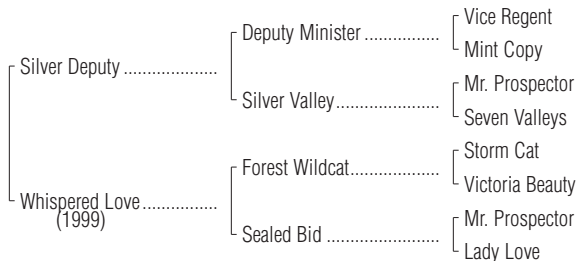 Vice Regent
Deputy Minister ................
Mint Copy
Silver Deputy ....................
Mr. Prospector
Silver Valley......................
Seven Valleys
Storm Cat
Forest Wildcat...................
Victoria Beauty
Whispered Love................
(1999)
Mr. Prospector
Sealed Bid ........................
Lady Love